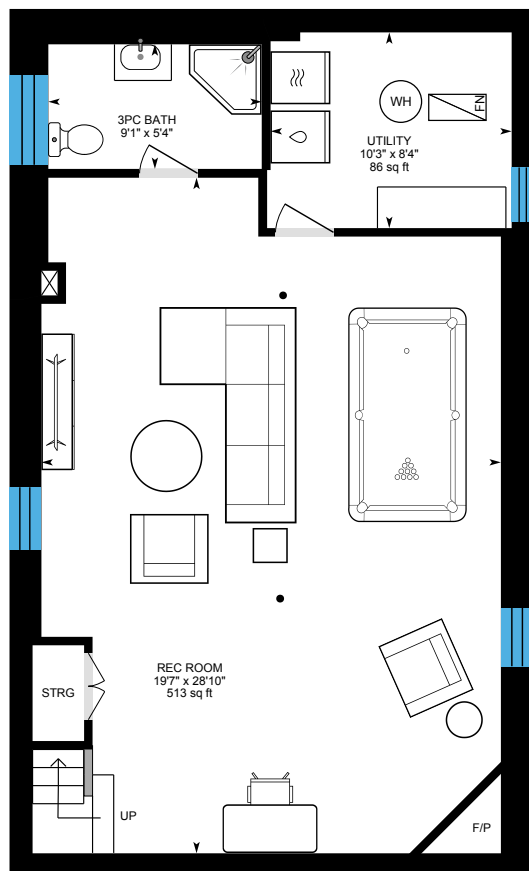 3PC BATH
9'1" x 5'4"
WH
FN
UTILITY
10'3" x 8'4"
86 sq ft
REC ROOM
19'7" x 28'10"
513 sq ft
STRG
UP
F/P